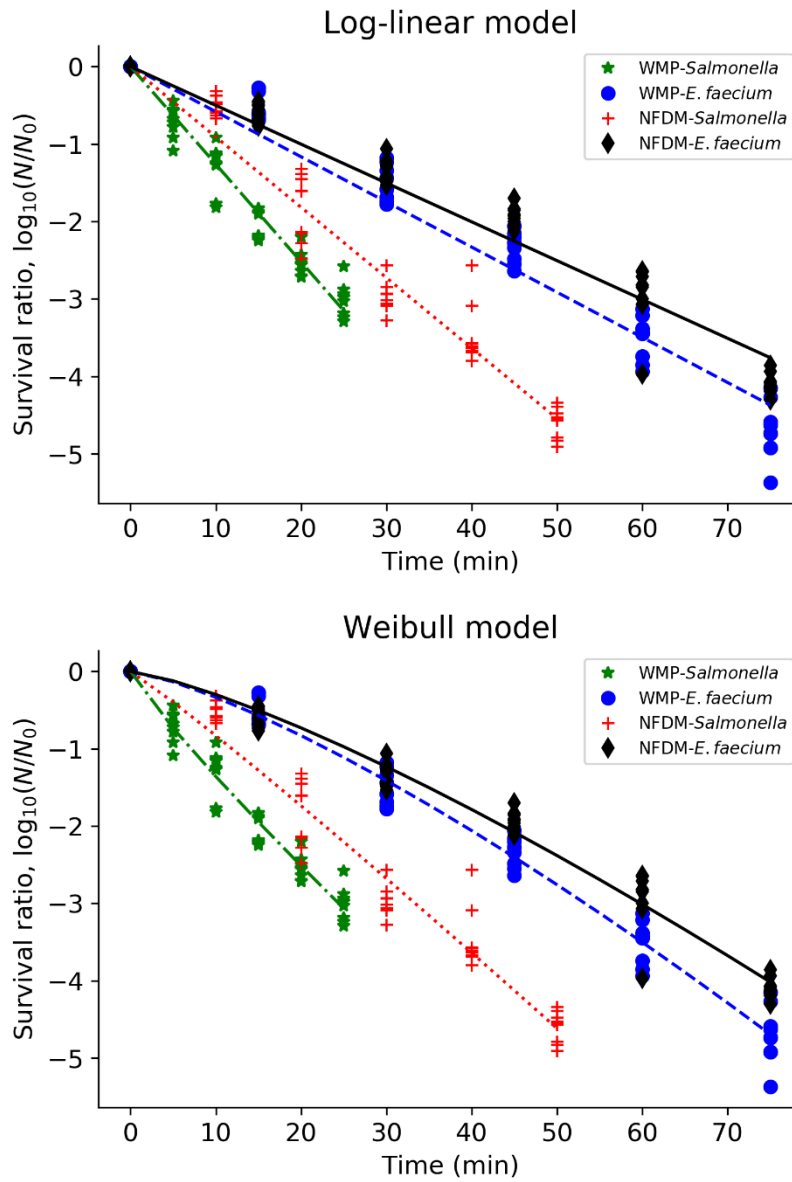 Log-linear model
WMP-Salmonella
WMP-E. faecium
NFDM-Salmonella
NFDM-E. faecium
0
−1
−2
−3
−4
−5
Survival ratio, log₁₀(N/N₀)
0 10 20 30 40 50 60 70
Time (min)
Weibull model
WMP-Salmonella
WMP-E. faecium
NFDM-Salmonella
NFDM-E. faecium
0
−1
−2
−3
−4
−5
Survival ratio, log₁₀(N/N₀)
0 10 20 30 40 50 60 70
Time (min)